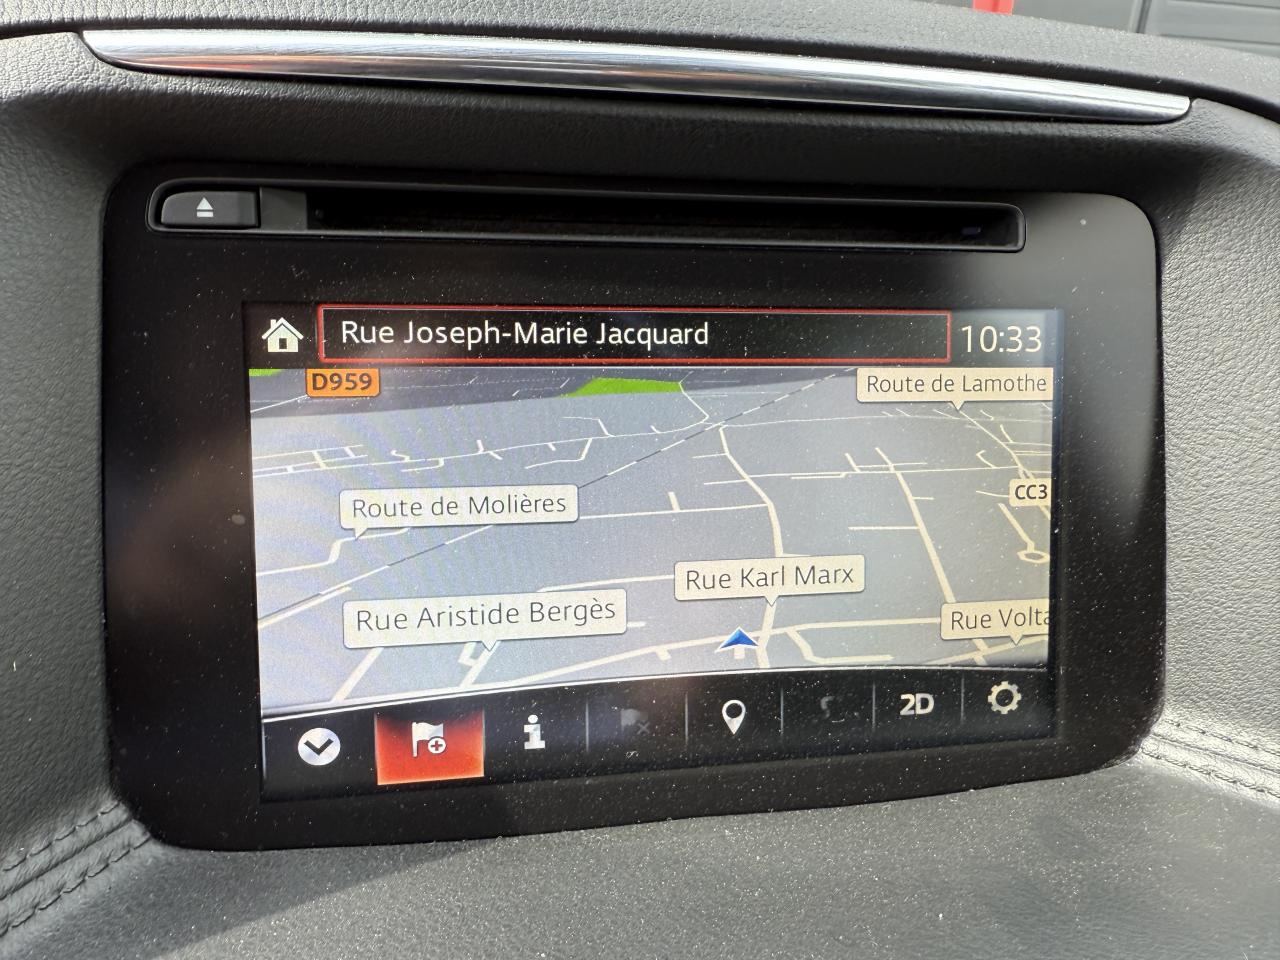 Rue Joseph-Marie Jacquard
10:33
D959
Route de Lamothe
CC3
Route de Molières
Rue Karl Marx
Rue Aristide Bergès
Rue Volta
2D